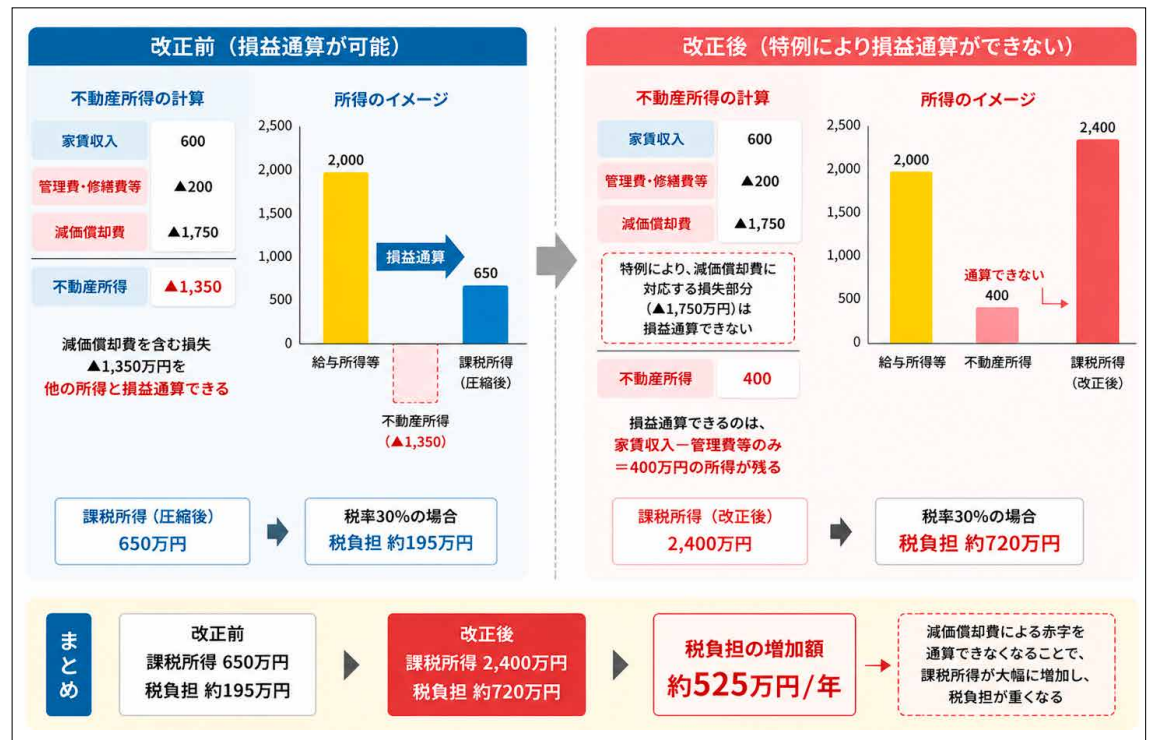 改正前（損益通算が可能）
不動産所得の計算
家賃収入 600
管理費・修繕費等 ▲200
減価償却費 ▲1,750
不動産所得 ▲1,350
減価償却費を含む損失
▲1,350万円を
他の所得と損益通算できる
所得のイメージ
2,500
2,000
1,500
1,000
500
0
2,000
損益通算
650
給与所得等
不動産所得
（▲1,350）
課税所得
（圧縮後）
課税所得（圧縮後）
650万円
税率30%の場合
税負担 約195万円
改正後（特例により損益通算ができない）
不動産所得の計算
家賃収入 600
管理費・修繕費等 ▲200
減価償却費 ▲1,750
特例により、減価償却費に
対応する損失部分
（▲1,750万円）は
損益通算できない
不動産所得 400
損益通算できるのは、
家賃収入－管理費等のみ
＝400万円の所得が残る
所得のイメージ
2,500
2,000
1,500
1,000
500
0
2,000
通算できない
400
2,400
給与所得等
不動産所得
課税所得
（改正後）
課税所得（改正後）
2,400万円
税率30%の場合
税負担 約720万円
まとめ
改正前
課税所得 650万円
税負担 約195万円
改正後
課税所得 2,400万円
税負担 約720万円
税負担の増加額
約525万円/年
減価償却費による赤字を
通算できなくなることで、
課税所得が大幅に増加し、
税負担が重くなる